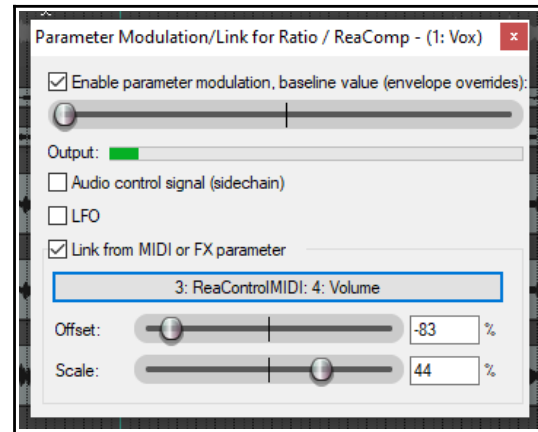 Parameter Modulation/Link for Ratio / ReaComp - (1: Vox)
Enable parameter modulation, baseline value (envelope overrides):
Output:
Audio control signal (sidechain)
LFO
Link from MIDI or FX parameter
3: ReaControlMIDI: 4: Volume
Offset: -83 %
Scale: 44 %